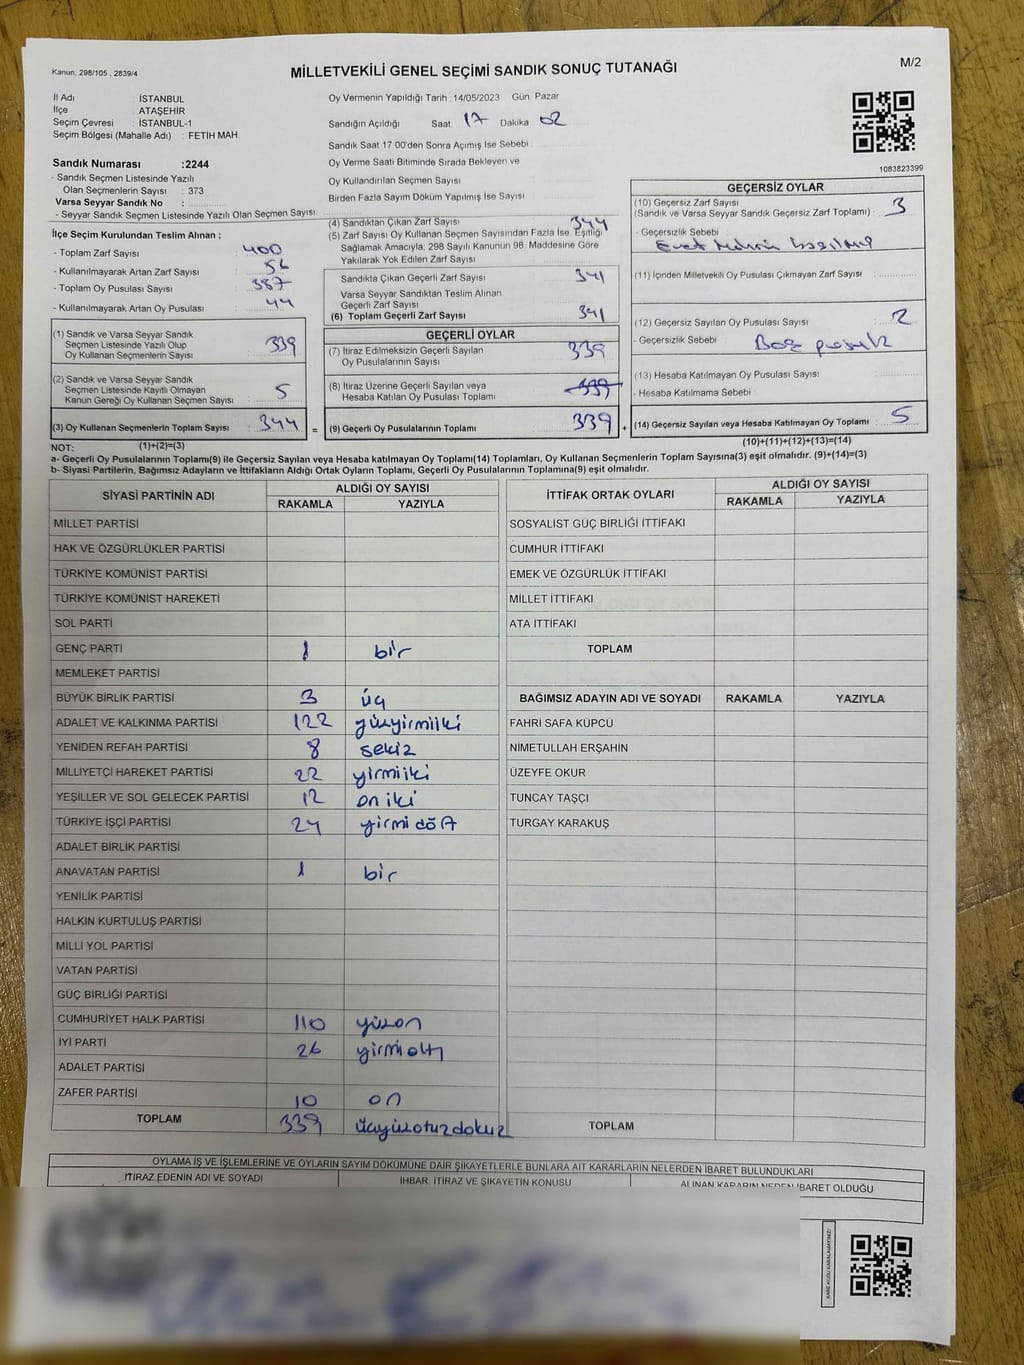 Kanun, 298/105 , 2839/4
MİLLETVEKİLİ GENEL SEÇİMİ SANDIK SONUÇ TUTANAĞI
M/2
İl Adı : İSTANBUL
İlçe : ATAŞEHİR
Seçim Çevresi : İSTANBUL-1
Seçim Bölgesi (Mahalle Adı) : FETİH MAH.
Sandık Numarası :2244
- Sandık Seçmen Listesinde Yazılı
Olan Seçmenlerin Sayısı : 373
Varsa Seyyar Sandık No :
- Seyyar Sandık Seçmen Listesinde Yazılı Olan Seçmen Sayısı:
Oy Vermenin Yapıldığı Tarih : 14/05/2023 Gün: Pazar
Sandığın Açıldığı Saat: 17 Dakika: 02
Sandık Saat 17:00'den Sonra Açılmış İse Sebebi
Oy Verme Saati Bitiminde Sırada Bekleyen ve
Oy Kullandırılan Seçmen Sayısı
Birden Fazla Sayım Döküm Yapılmış İse Sayısı
1083823399
İlçe Seçim Kurulundan Teslim Alınan ;
- Toplam Zarf Sayısı : 400
- Kullanılmayarak Artan Zarf Sayısı : 56
- Toplam Oy Pusulası Sayısı : 387
- Kullanılmayarak Artan Oy Pusulası : 44
(1) Sandık ve Varsa Seyyar Sandık
Seçmen Listesinde Yazılı Olup
Oy Kullanan Seçmenlerin Sayısı : 339
(2) Sandık ve Varsa Seyyar Sandık
Seçmen Listesinde Kayıtlı Olmayan
Kanun Gereği Oy Kullanan Seçmen Sayısı : 5
(3) Oy Kullanan Seçmenlerin Toplam Sayısı : 344 =
(4) Sandıktan Çıkan Zarf Sayısı : 344
(5) Zarf Sayısı Oy Kullanan Seçmen Sayısından Fazla İse, Eşitliği
Sağlamak Amacıyla, 298 Sayılı Kanunun 98. Maddesine Göre
Yakılarak Yok Edilen Zarf Sayısı
Sandıkta Çıkan Geçerli Zarf Sayısı : 341
Varsa Seyyar Sandıktan Teslim Alınan
Geçerli Zarf Sayısı
(6) Toplam Geçerli Zarf Sayısı : 341
GEÇERLİ OYLAR
(7) İtiraz Edilmeksizin Geçerli Sayılan
Oy Pusulalarının Sayısı : 339
(8) İtiraz Üzerine Geçerli Sayılan veya
Hesaba Katılan Oy Pusulası Toplamı : 339
(9) Geçerli Oy Pusulalarının Toplamı : 339 +
GEÇERSİZ OYLAR
(10) Geçersiz Zarf Sayısı
(Sandık ve Varsa Seyyar Sandık Geçersiz Zarf Toplamı) : 3
- Geçersizlik Sebebi : Evet Mührü
(11) İçinden Milletvekili Oy Pusulası Çıkmayan Zarf Sayısı :
(12) Geçersiz Sayılan Oy Pusulası Sayısı : 2
- Geçersizlik Sebebi : Boş pusula
(13) Hesaba Katılmayan Oy Pusulası Sayısı :
- Hesaba Katılmama Sebebi
(14) Geçersiz Sayılan veya Hesaba Katılmayan Oy Toplamı : 5
NOT: (1)+(2)=(3) (10)+(11)+(12)+(13)=(14)
a- Geçerli Oy Pusulalarının Toplamı(9) ile Geçersiz Sayılan veya Hesaba katılmayan Oy Toplamı(14) Toplamları, Oy Kullanan Seçmenlerin Toplam Sayısına(3) eşit olmalıdır. (9)+(14)=(3)
b- Siyasi Partilerin, Bağımsız Adayların ve İttifakların Aldığı Ortak Oyların Toplamı, Geçerli Oy Pusulalarının Toplamına(9) eşit olmalıdır.
SİYASİ PARTİNİN ADI ALDIĞI OY SAYISI
RAKAMLA YAZIYLA
MİLLET PARTİSİ
HAK VE ÖZGÜRLÜKLER PARTİSİ
TÜRKİYE KOMÜNİST PARTİSİ
TÜRKİYE KOMÜNİST HAREKETİ
SOL PARTİ
GENÇ PARTİ 1 bir
MEMLEKET PARTİSİ
BÜYÜK BİRLİK PARTİSİ 3 üç
ADALET VE KALKINMA PARTİSİ 122 yüzyirmiiki
YENİDEN REFAH PARTİSİ 8 sekiz
MİLLİYETÇİ HAREKET PARTİSİ 22 yirmiiki
YEŞİLLER VE SOL GELECEK PARTİSİ 12 on iki
TÜRKİYE İŞÇİ PARTİSİ 24 yirmi dört
ADALET BİRLİK PARTİSİ
ANAVATAN PARTİSİ 1 bir
YENİLİK PARTİSİ
HALKIN KURTULUŞ PARTİSİ
MİLLİ YOL PARTİSİ
VATAN PARTİSİ
GÜÇ BİRLİĞİ PARTİSİ
CUMHURİYET HALK PARTİSİ 110 yüzon
İYİ PARTİ 26 yirmialtı
ADALET PARTİSİ
ZAFER PARTİSİ 10 on
TOPLAM 339 üçyüzotuzdokuz
İTTİFAK ORTAK OYLARI ALDIĞI OY SAYISI
RAKAMLA YAZIYLA
SOSYALİST GÜÇ BİRLİĞİ İTTİFAKI
CUMHUR İTTİFAKI
EMEK VE ÖZGÜRLÜK İTTİFAKI
MİLLET İTTİFAKI
ATA İTTİFAKI
TOPLAM
BAĞIMSIZ ADAYIN ADI VE SOYADI RAKAMLA YAZIYLA
FAHRİ SAFA KÜPCÜ
NİMETULLAH ERŞAHİN
ÜZEYFE OKUR
TUNCAY TAŞÇI
TURGAY KARAKUŞ
TOPLAM
OYLAMA İŞ VE İŞLEMLERİNE VE OYLARIN SAYIM DÖKÜMÜNE DAİR ŞİKAYETLERLE BUNLARA AİT KARARLARIN NELERDEN İBARET BULUNDUKLARI
İTİRAZ EDENİN ADI VE SOYADI İHBAR, İTİRAZ VE ŞİKAYETİN KONUSU ALINAN KARARIN NEDEN İBARET OLDUĞU